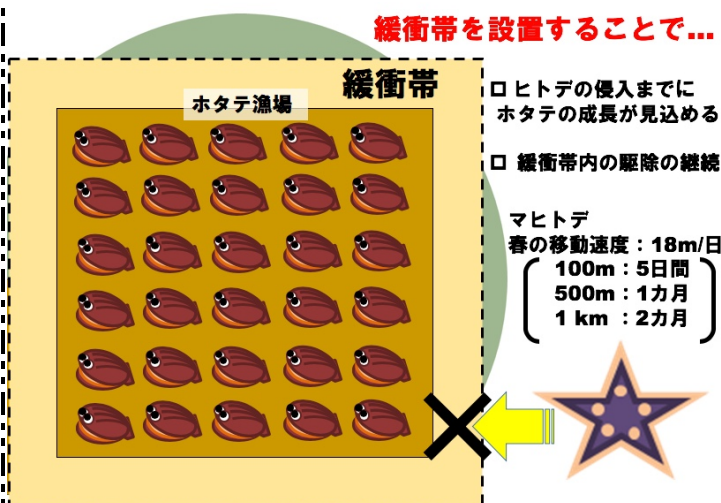 緩衝帯を設置することで...
緩衝帯
ホタテ漁場
ロ ヒトデの侵入までに
ホタテの成長が見込める
ロ 緩衝帯内の駆除の継続
マヒトデ
春の移動速度：18m/日
100m：5日間
500m：1カ月
1 km ：2カ月